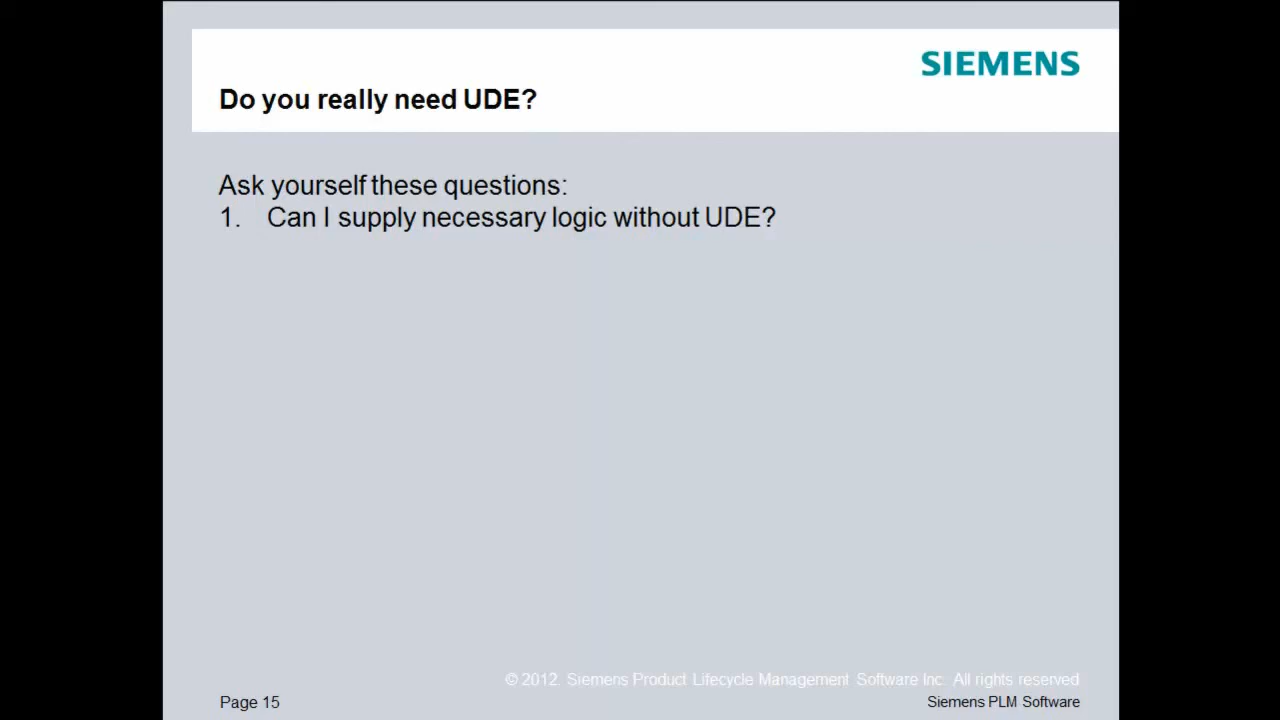 SIEMENS
Do you really need UDE?
Ask yourself these questions:
1. Can I supply necessary logic without UDE?
© 2012. Siemens Product Lifecycle Management Software Inc. All rights reserved
Page 15
Siemens PLM Software